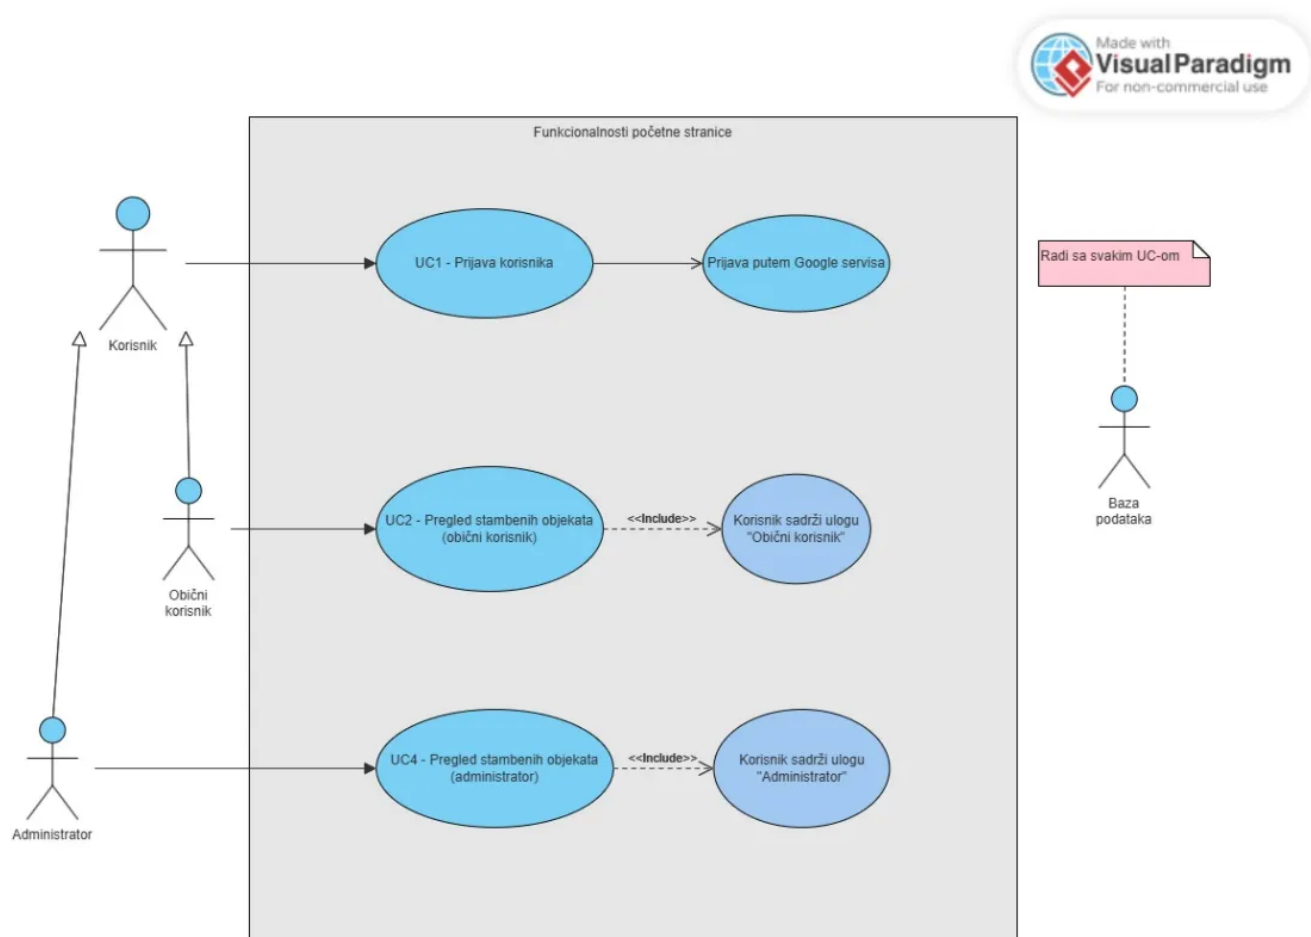 Made with
VisualParadigm
For non-commercial use
Funkcionalnosti početne stranice
UC1 - Prijava korisnika
Prijava putem Google servisa
Radi sa svakim UC-om
Korisnik
UC2 - Pregled stambenih objekata
(obični korisnik)
<<Include>>
Korisnik sadrži ulogu
"Obični korisnik"
Baza
podataka
Obični
korisnik
UC4 - Pregled stambenih objekata
(administrator)
<<Include>>
Korisnik sadrži ulogu
"Administrator"
Administrator